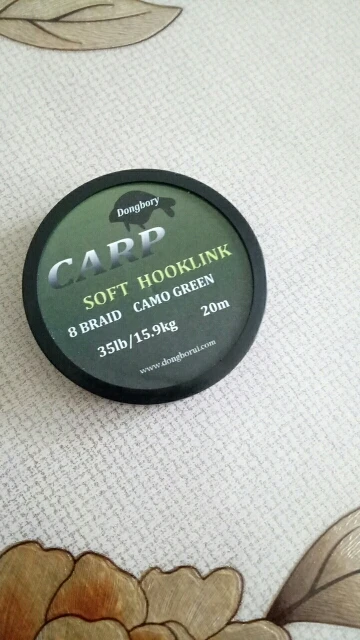 Dongbory
CARP
SOFT HOOKLINK
8 BRAID CAMO GREEN
35lb/15.9kg 20m
www.dongborui.com